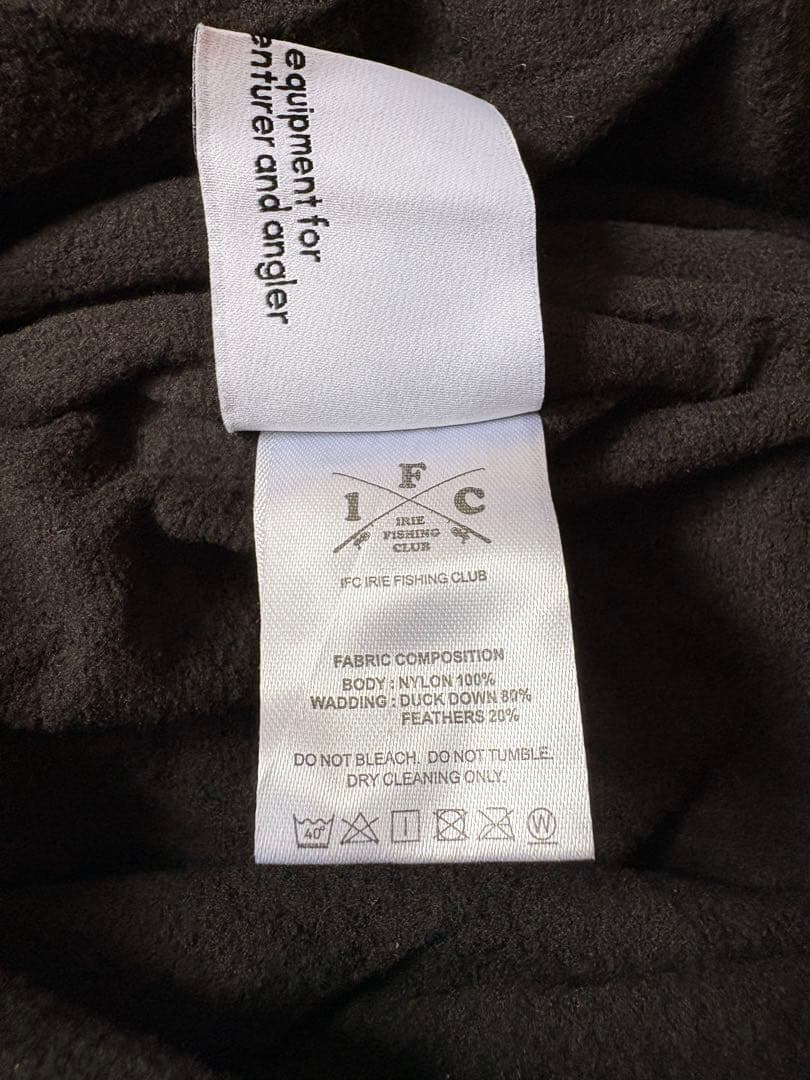 equipment for
enturer and angler
I F C
IRIE
FISHING
CLUB
IFC IRIE FISHING CLUB
FABRIC COMPOSITION
BODY : NYLON 100%
WADDING : DUCK DOWN 80%
FEATHERS 20%
DO NOT BLEACH. DO NOT TUMBLE.
DRY CLEANING ONLY.
40° W